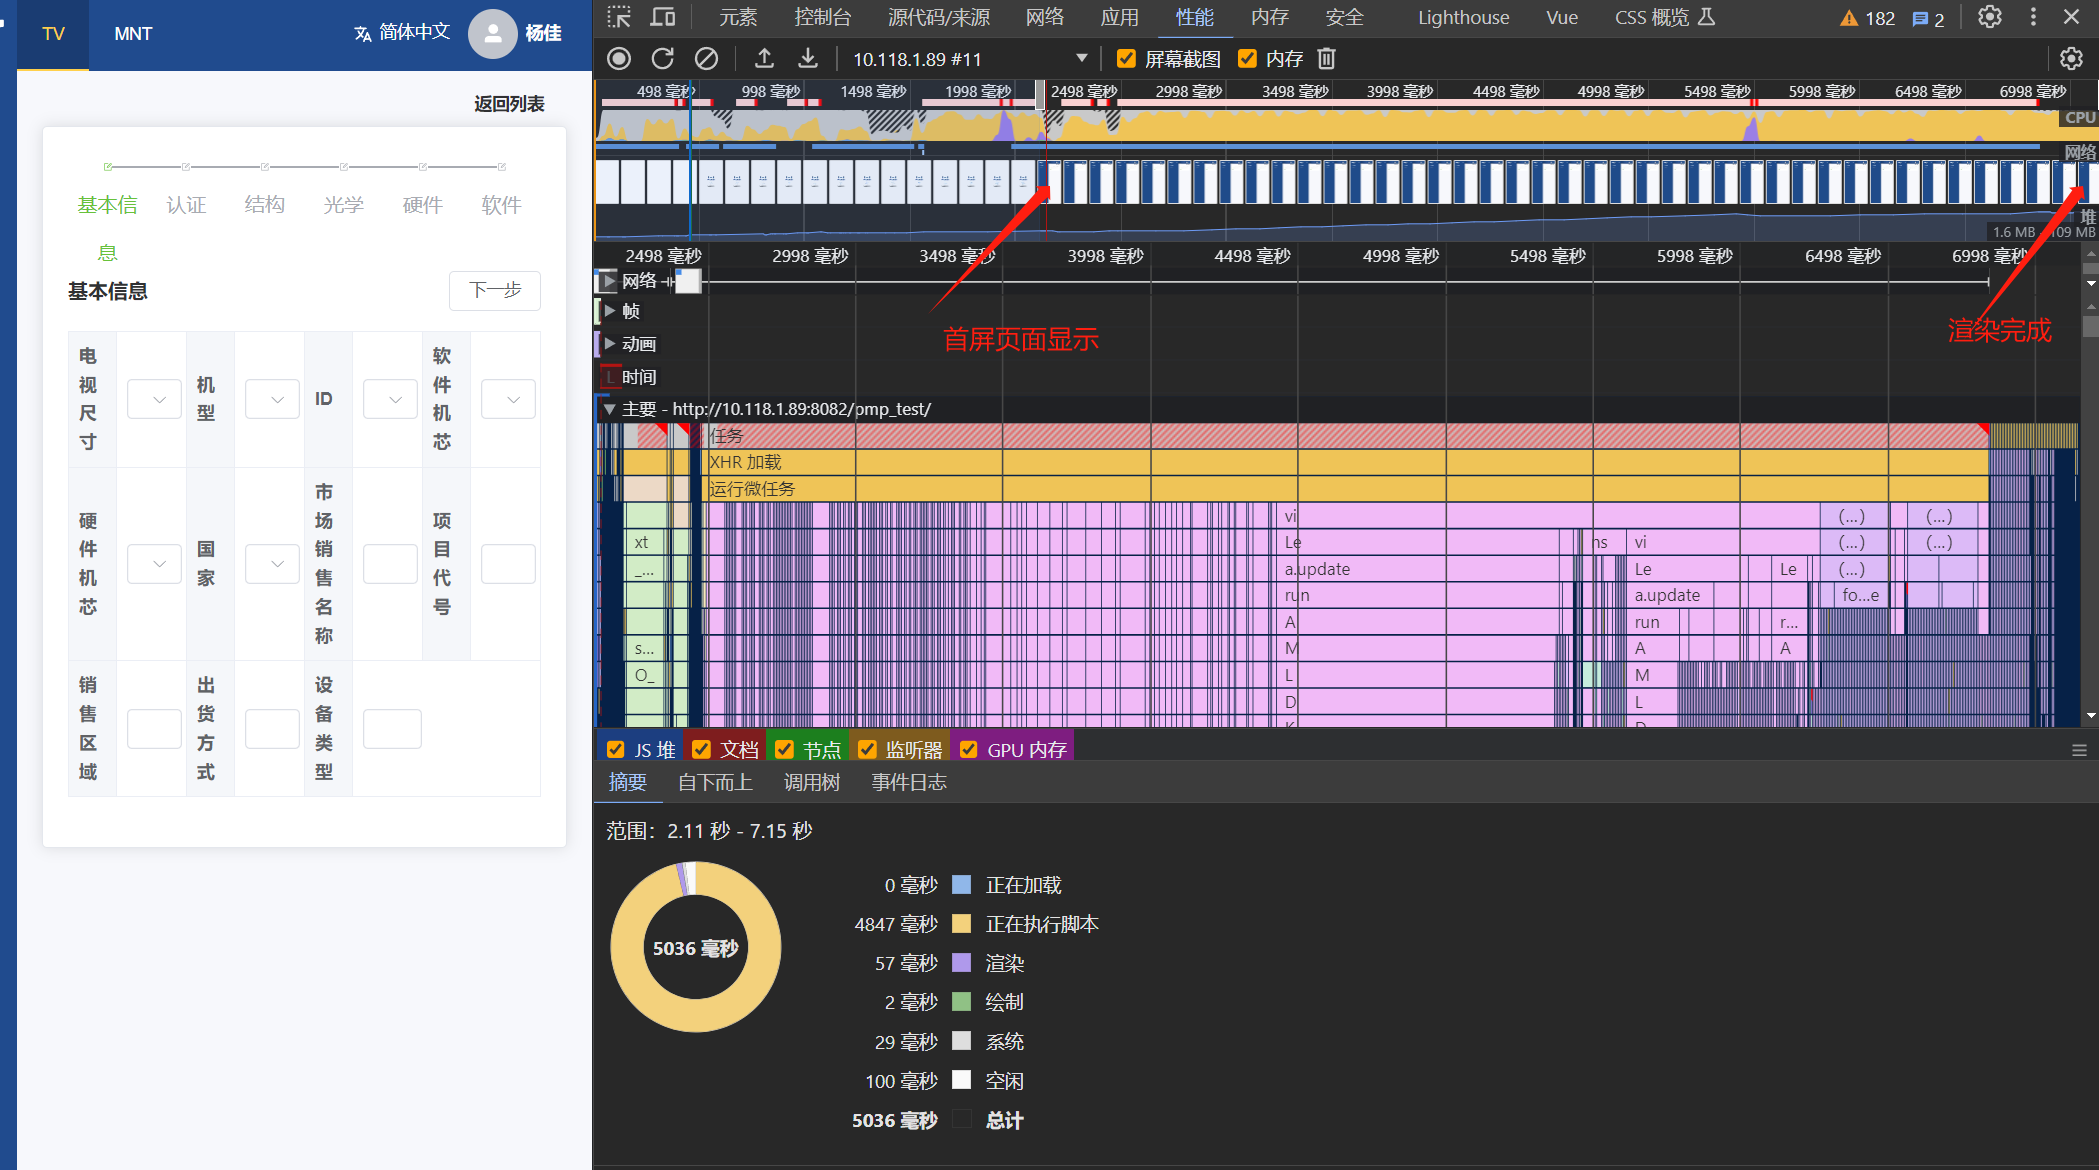 TV
MNT
简体中文
杨佳
返回列表
基本信
息
认证
结构
光学
硬件
软件
基本信息
下一步
电视尺寸
机型
ID
软件机芯
硬件机芯
国家
市场销售名称
项目代号
销售区域
出货方式
设备类型
元素
控制台
源代码/来源
网络
应用
性能
内存
安全
Lighthouse
Vue
CSS 概览
182
2
10.118.1.89 #11
屏幕截图
内存
498 毫秒
998 毫秒
1498 毫秒
1998 毫秒
2498 毫秒
2998 毫秒
3498 毫秒
3998 毫秒
4498 毫秒
4998 毫秒
5498 毫秒
5998 毫秒
6498 毫秒
6998 毫秒
CPU
网络
堆
1.6 MB - 109 MB
2498 毫秒
2998 毫秒
3498 毫秒
3998 毫秒
4498 毫秒
4998 毫秒
5498 毫秒
5998 毫秒
6498 毫秒
6998 毫秒
网络
帧
首屏页面显示
渲染完成
动画
L 时间
主要 - http://10.118.1.89:8082/pmp_test/
任务
XHR 加载
运行微任务
vi
(...)
(...)
xt
Le
ns
vi
(...)
(...)
_...
a.update
Le
Le
(...)
run
a.update
fo...e
A
run
r...
s...
M
A
A
O_
L
M
D
L
JS 堆
文档
节点
监听器
GPU 内存
摘要
自下而上
调用树
事件日志
范围：2.11 秒 - 7.15 秒
5036 毫秒
0 毫秒 正在加载
4847 毫秒 正在执行脚本
57 毫秒 渲染
2 毫秒 绘制
29 毫秒 系统
100 毫秒 空闲
5036 毫秒 总计